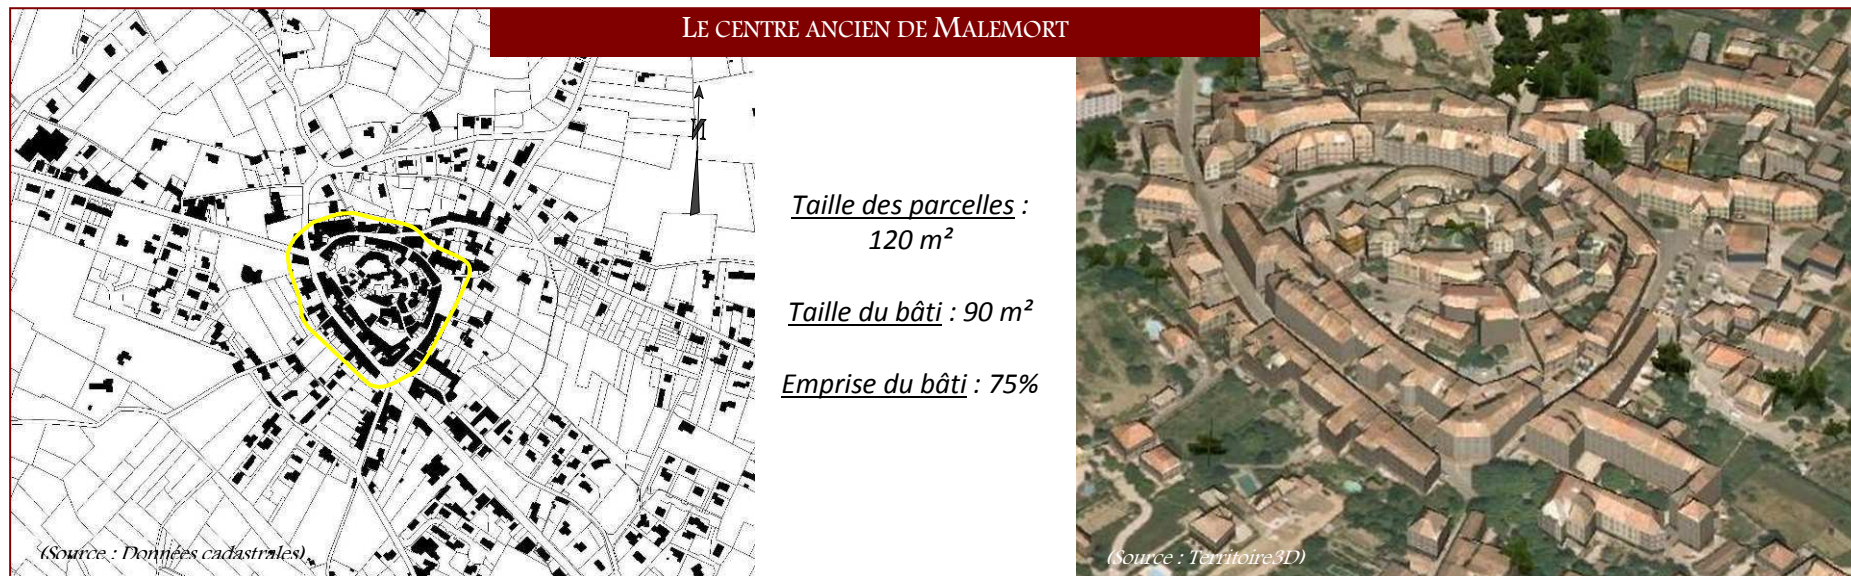 LE CENTRE ANCIEN DE MALEMORT
N
Taille des parcelles :
120 m²
Taille du bâti : 90 m²
Emprise du bâti : 75%
(Source : Données cadastrales)
(Source : Territoire3D)